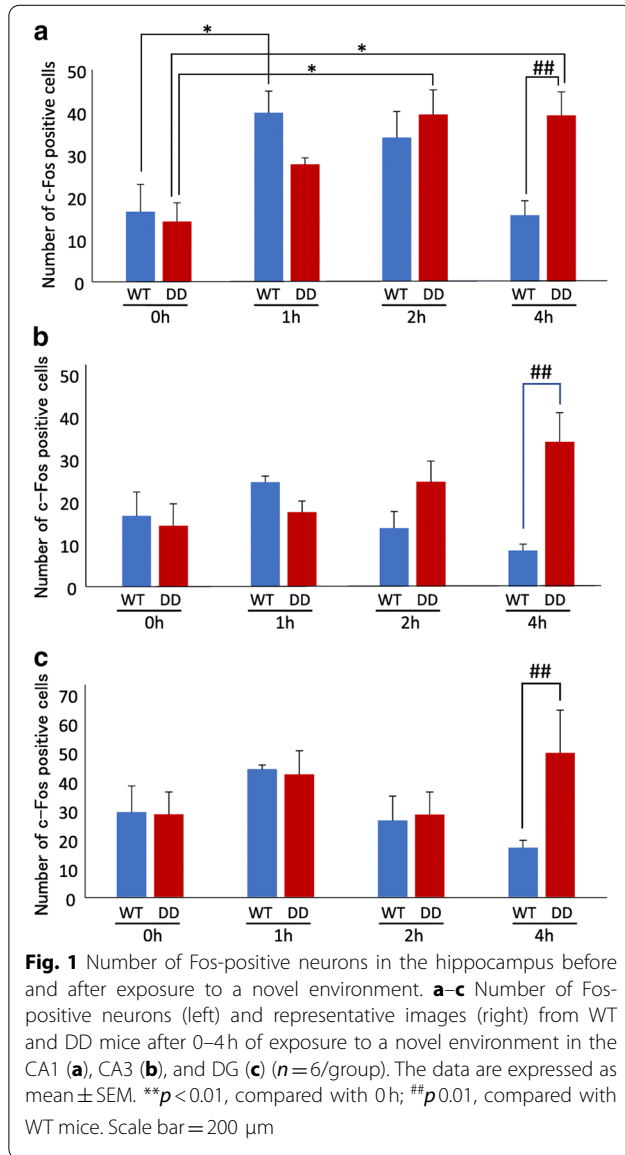 a
* * * ##
Number of c-Fos positive cells
50
40
30
20
10
0
WT DD WT DD WT DD WT DD
0h 1h 2h 4h
b
##
Number of c–Fos positive cells
50
40
30
20
10
0
WT DD WT DD WT DD WT DD
0h 1h 2h 4h
c
##
Number of c–Fos positive cells
70
60
50
40
30
20
10
0
WT DD WT DD WT DD WT DD
0h 1h 2h 4h
Fig. 1 Number of Fos-positive neurons in the hippocampus before
and after exposure to a novel environment. a–c Number of Fos-
positive neurons (left) and representative images (right) from WT
and DD mice after 0–4 h of exposure to a novel environment in the
CA1 (a), CA3 (b), and DG (c) (n = 6/group). The data are expressed as
mean ± SEM. **p < 0.01, compared with 0 h; ##p 0.01, compared with
WT mice. Scale bar = 200 μm